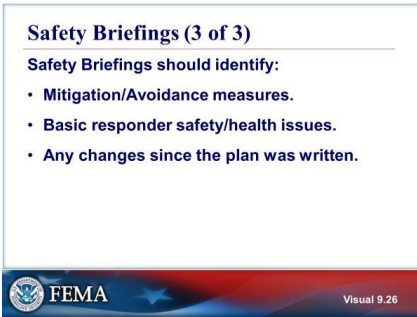 Safety Briefings (3 of 3)
Safety Briefings should identify:
• Mitigation/Avoidance measures.
• Basic responder safety/health issues.
• Any changes since the plan was written.
FEMA
Visual 9.26